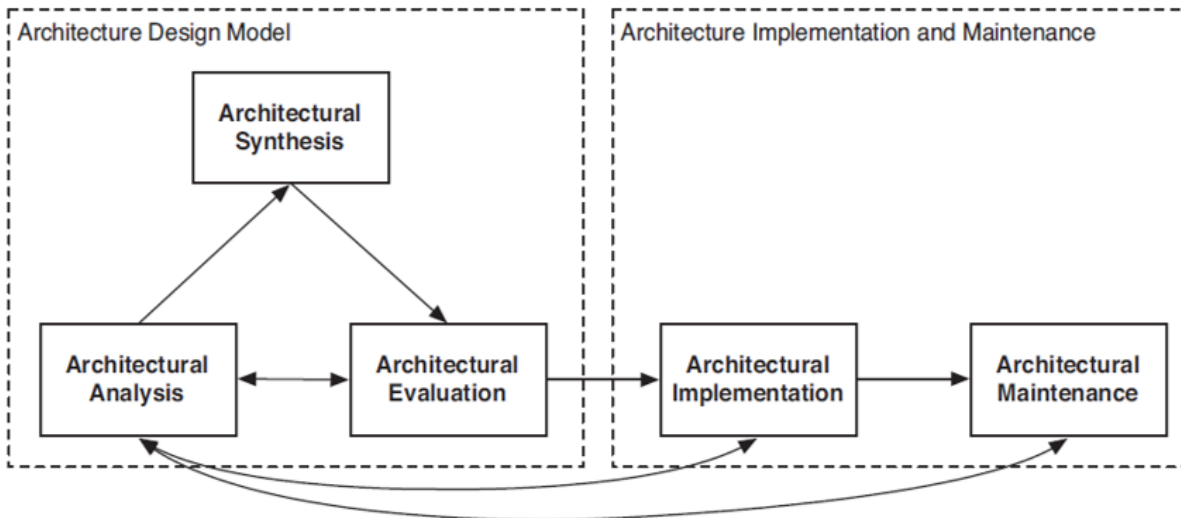 Architecture Design Model
Architectural
Synthesis
Architectural
Analysis
Architectural
Evaluation
Architecture Implementation and Maintenance
Architectural
Implementation
Architectural
Maintenance